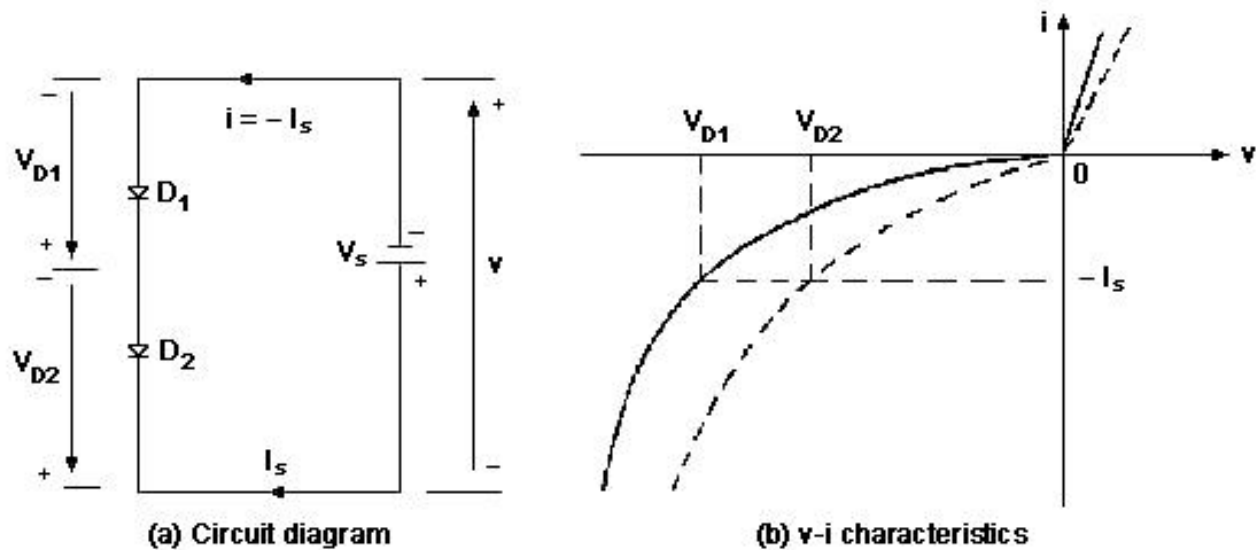 i = – I_s
V_D1
D_1
V_s
v
V_D2
D_2
I_s
– + – +
– +
+ –
(a) Circuit diagram
i
V_D1 V_D2
v
0
– I_s
(b) v-i characteristics